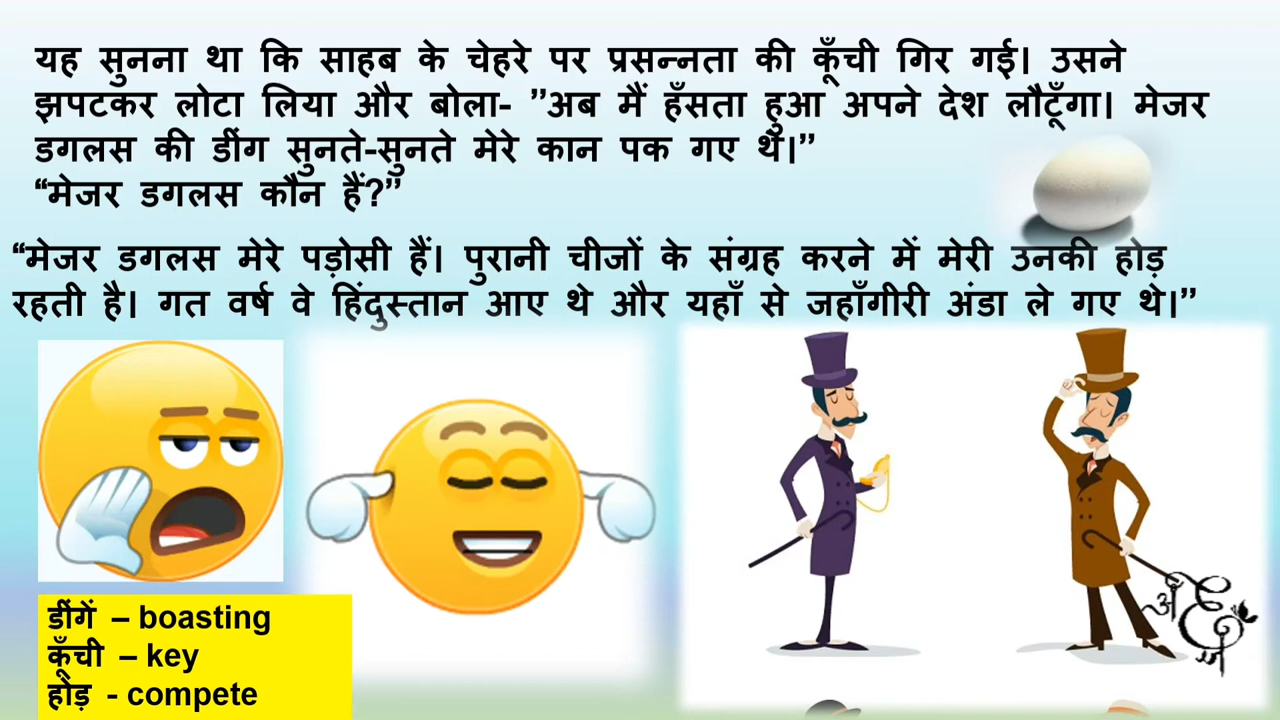 यह सुनना था कि साहब के चेहरे पर प्रसन्नता की कूँची गिर गई। उसने
झपटकर लोटा लिया और बोला- ”अब मैं हँसता हुआ अपने देश लौटूँगा। मेजर
डगलस की डींग सुनते-सुनते मेरे कान पक गए थे।”
“मेजर डगलस कौन हैं?”
“मेजर डगलस मेरे पड़ोसी हैं। पुरानी चीजों के संग्रह करने में मेरी उनकी होड़
रहती है। गत वर्ष वे हिंदुस्तान आए थे और यहाँ से जहाँगीरी अंडा ले गए थे।”
डींगें – boasting
कूँची – key
होड़ - compete